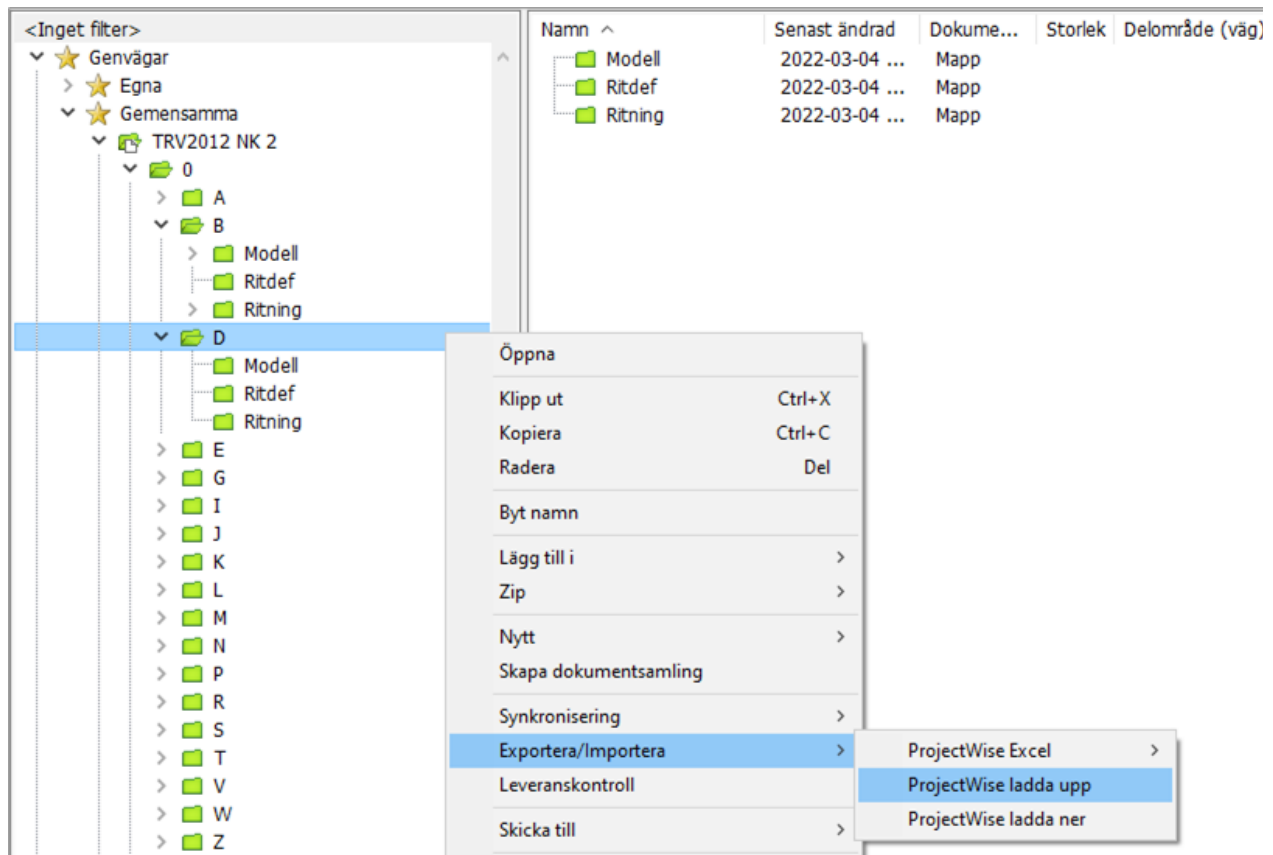 <Inget filter>
Genvägar
Egna
Gemensamma
TRV2012 NK 2
0
A
B
Modell
Ritdef
Ritning
D
Modell
Ritdef
Ritning
E
G
I
J
K
L
M
N
P
R
S
T
V
W
Z
Namn Senast ändrad Dokume... Storlek Delområde (väg)
Modell 2022-03-04 ... Mapp
Ritdef 2022-03-04 ... Mapp
Ritning 2022-03-04 ... Mapp
Öppna
Klipp ut Ctrl+X
Kopiera Ctrl+C
Radera Del
Byt namn
Lägg till i
Zip
Nytt
Skapa dokumentsamling
Synkronisering
Exportera/Importera
Leveranskontroll
Skicka till
ProjectWise Excel
ProjectWise ladda upp
ProjectWise ladda ner